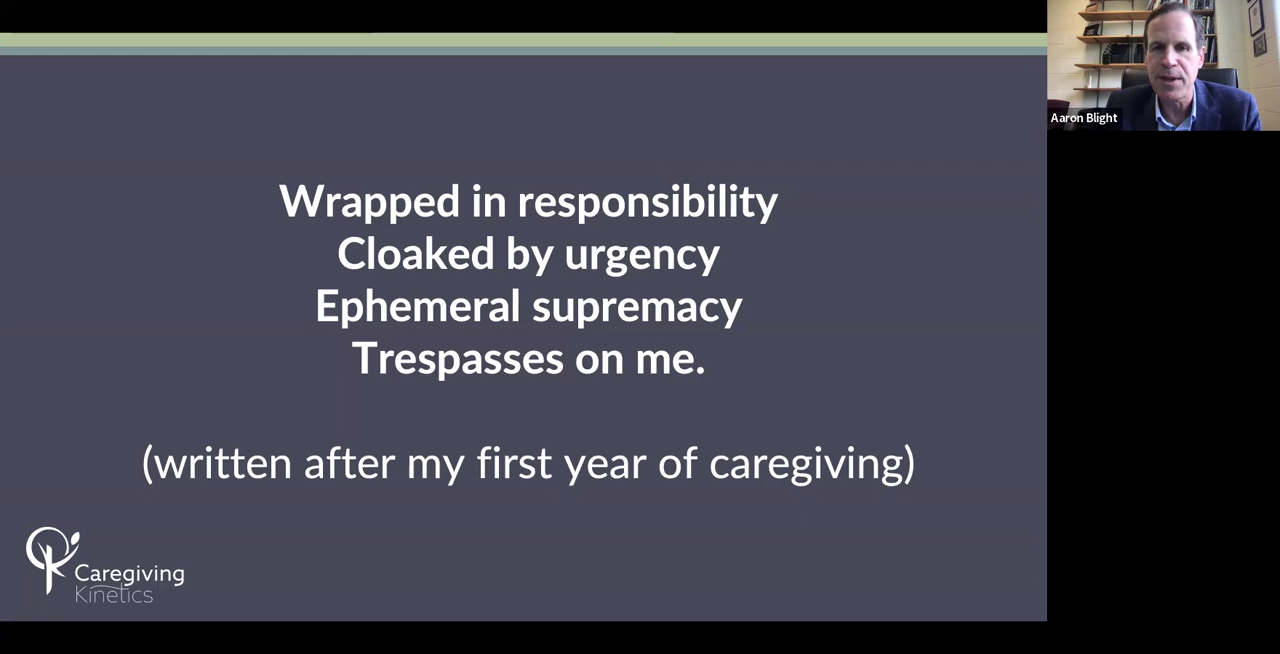 Wrapped in responsibility
Cloaked by urgency
Ephemeral supremacy
Trespasses on me.
(written after my first year of caregiving)
Caregiving
Kinetics
Aaron Blight